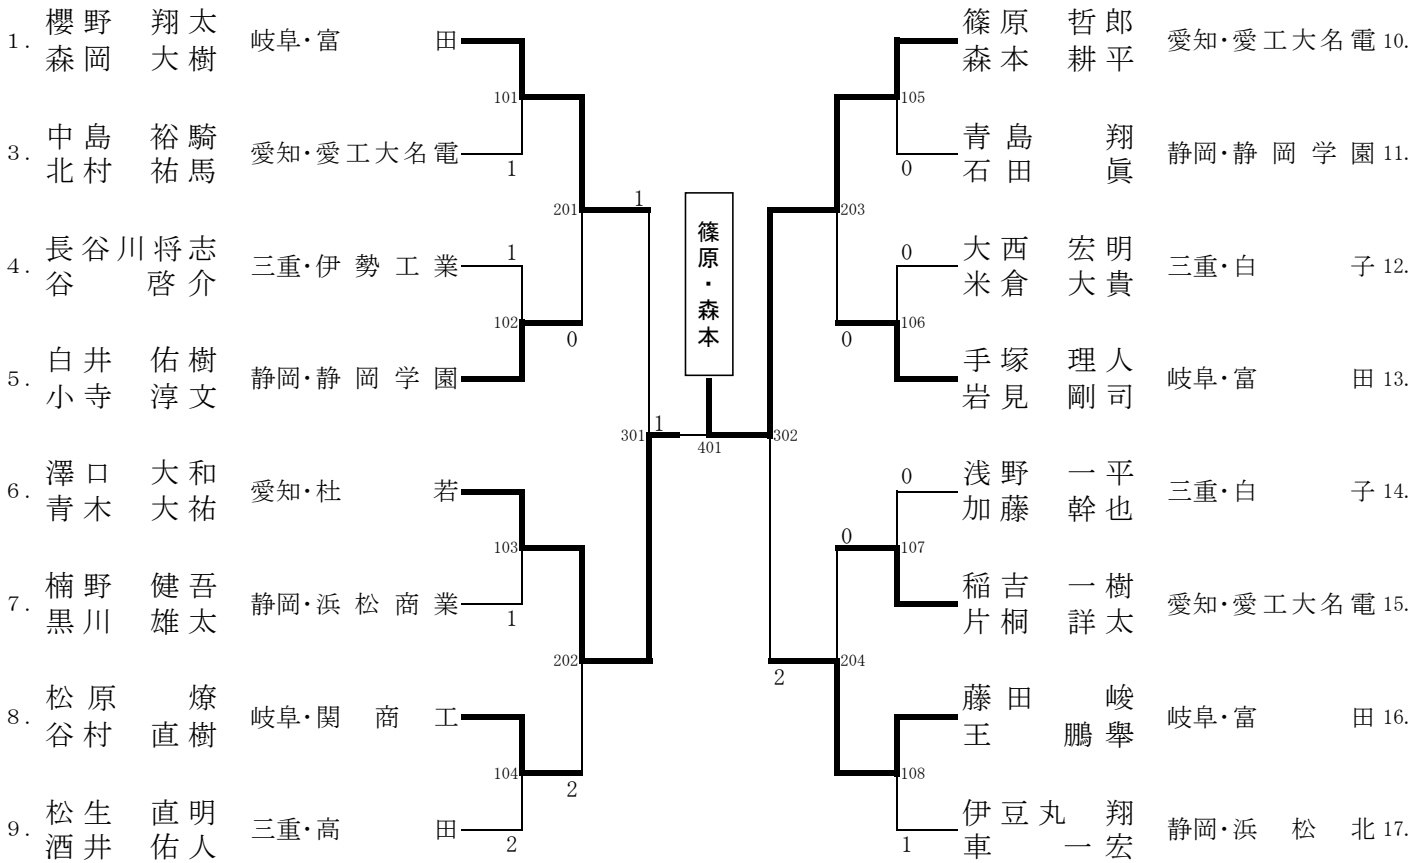 1. 櫻野 翔太 岐阜・富 田
森岡 大樹
101
3. 中島 裕騎 愛知・愛工大名電
北村 祐馬
1
201
1
4. 長谷川将志 三重・伊勢工業
谷 啓介
1
102
0
5. 白井 佑樹 静岡・静岡学園
小寺 淳文
301
1
401
6. 澤口 大和 愛知・杜 若
青木 大祐
103
7. 楠野 健吾 静岡・浜松商業
黒川 雄太
1
202
8. 松原 燎 岐阜・関商工
谷村 直樹
104
2
9. 松生 直明 三重・高 田
酒井 佑人
2
篠原・森本
篠原 哲郎 愛知・愛工大名電 10.
森本 耕平
105
青島 翔 静岡・静岡学園 11.
石田 眞
0
203
大西 宏明 三重・白 子 12.
米倉 大貴
0
106
0
手塚 理人 岐阜・富 田 13.
岩見 剛司
302
浅野 一平 三重・白 子 14.
加藤 幹也
0
0
107
稲吉 一樹 愛知・愛工大名電 15.
片桐 詳太
204
2
藤田 峻 岐阜・富 田 16.
王 鵬舉
108
伊豆丸 翔 静岡・浜松北 17.
車 一宏
1